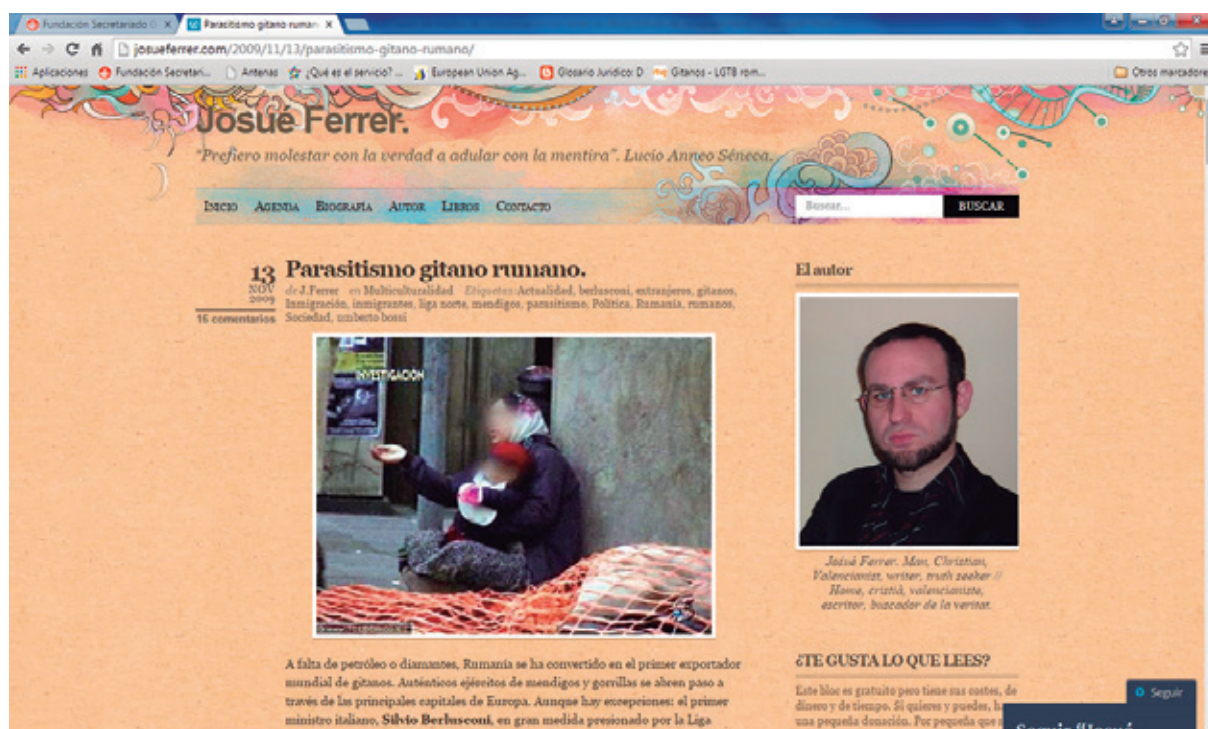 Fundación Secretariado G
Parasitismo gitano ruman
josueferrer.com/2009/11/13/parasitismo-gitano-rumano/
Aplicaciones Fundación Secretari... Antenas ¿Qué es el servicio? ... European Union Ag... Glosario Jurídico: D Gitanos - LGTB rom... Otros marcadores
Josué Ferrer.
"Prefiero molestar con la verdad a adular con la mentira". Lucio Anneo Séneca.
Inicio Agenda Biografía Autor Libros Contacto
Buscar... BUSCAR
13
NOV
2009
16 comentarios
Parasitismo gitano rumano.
de J.Ferrer en Multiculturalidad Etiquetas: Actualidad, berlusconi, extranjeros, gitanos,
Inmigración, inmigrantes, liga norte, mendigos, parasitismo, Política, Rumanía, rumanos,
Sociedad, umberto bossi
INVESTIGACIÓN
A falta de petróleo o diamantes, Rumanía se ha convertido en el primer exportador
mundial de gitanos. Auténticos ejércitos de mendigos y gorrillas se abren paso a
través de las principales capitales de Europa. Aunque hay excepciones: el primer
ministro italiano, Silvio Berlusconi, en gran medida presionado por la Liga
El autor
Josué Ferrer. Man, Christian,
Valencianist, writer, truth seeker //
Home, cristià, valencianiste,
escritor, buscador de la veritat.
¿TE GUSTA LO QUE LEES?
Este bloc es gratuito pero tiene sus costes, de
dinero y de tiempo. Si quieres y puedes,
una pequeña donación. Por pequeña que
Seguir
Seguir "Josué